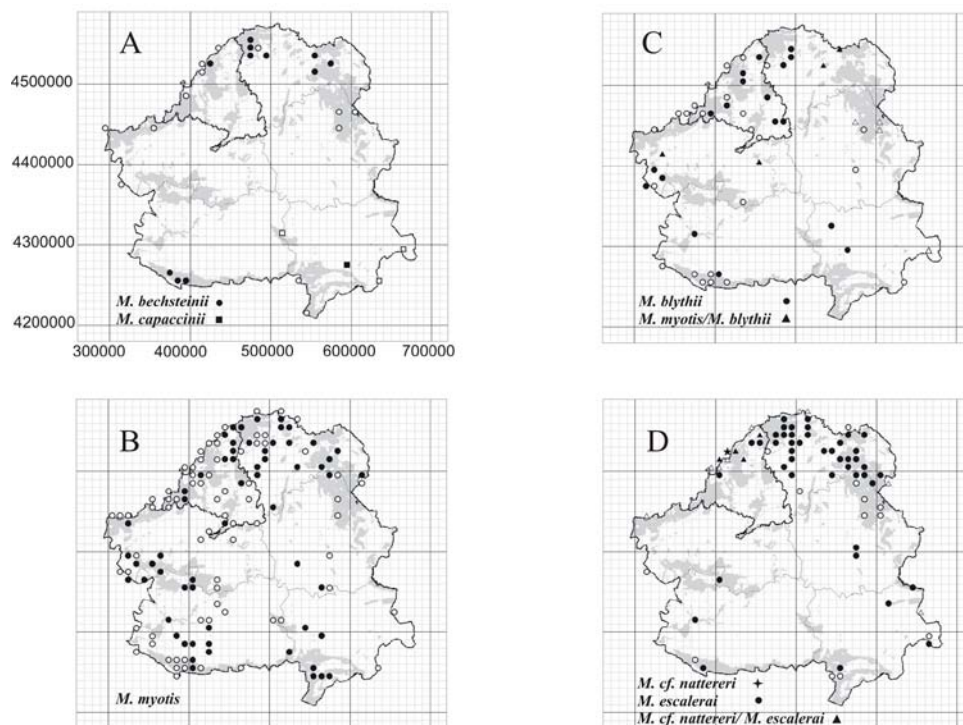 A
4500000
4400000
4300000
4200000
300000 400000 500000 600000 700000
M. bechsteinii
M. capaccinii
B
M. myotis
C
M. blythii
M. myotis/M. blythii
D
M. cf. nattereri
M. escalerai
M. cf. nattereri/ M. escalerai